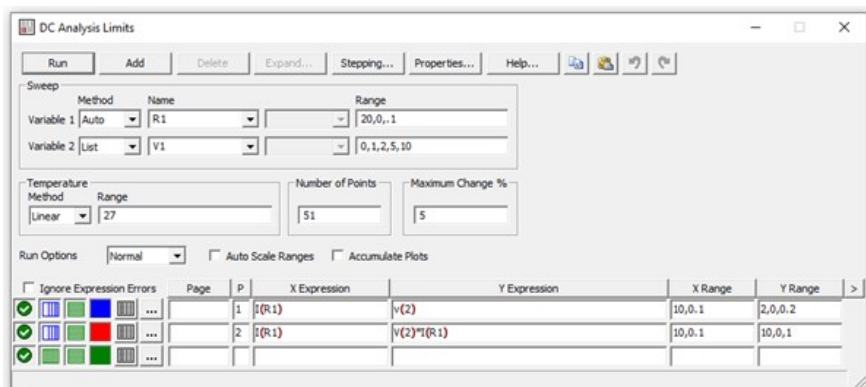 DC Analysis Limits
Run Add Delete Expand... Stepping... Properties... Help...
Sweep
Method Name Range
Variable 1 Auto R1 20,0,.1
Variable 2 List V1 0,1,2,5,10
Temperature Number of Points Maximum Change %
Method Range
Linear 27 51 5
Run Options Normal Auto Scale Ranges Accumulate Plots
Ignore Expression Errors Page P X Expression Y Expression X Range Y Range >
... 1 I(R1) v(2) 10,0.1 2,0,0.2
... 2 I(R1) V(2)*I(R1) 10,0.1 10,0,1
...